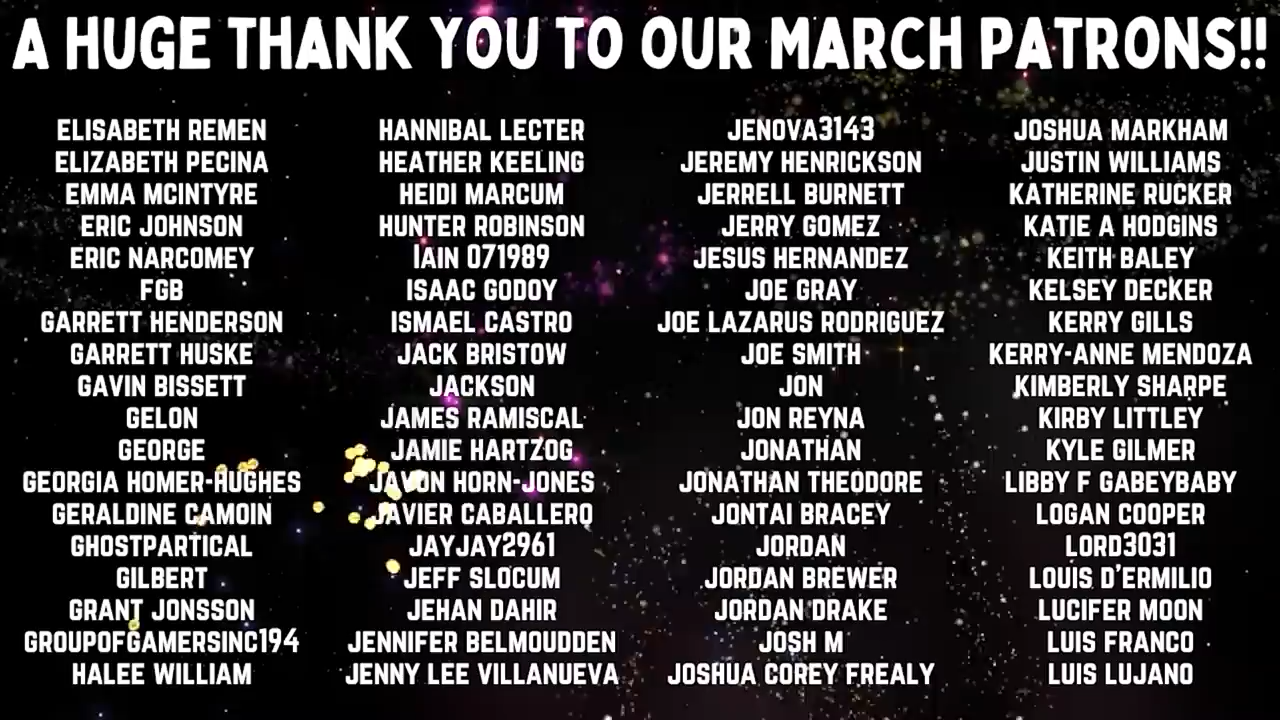 A HUGE THANK YOU TO OUR MARCH PATRONS!!
ELISABETH REMEN
ELIZABETH PECINA
EMMA MCINTYRE
ERIC JOHNSON
ERIC NARCOMEY
FGB
GARRETT HENDERSON
GARRETT HUSKE
GAVIN BISSETT
GELON
GEORGE
GEORGIA HOMER-HUGHES
GERALDINE CAMOIN
GHOSTPARTICAL
GILBERT
GRANT JONSSON
GROUPOFGAMERSINC194
HALEE WILLIAM
HANNIBAL LECTER
HEATHER KEELING
HEIDI MARCUM
HUNTER ROBINSON
IAIN 071989
ISAAC GODOY
ISMAEL CASTRO
JACK BRISTOW
JACKSON
JAMES RAMISCAL
JAMIE HARTZOG
JAVON HORN-JONES
JAVIER CABALLERO
JAYJAY2961
JEFF SLOCUM
JEHAN DAHIR
JENNIFER BELMOUDDEN
JENNY LEE VILLANUEVA
JENOVA3143
JEREMY HENRICKSON
JERRELL BURNETT
JERRY GOMEZ
JESUS HERNANDEZ
JOE GRAY
JOE LAZARUS RODRIGUEZ
JOE SMITH
JON
JON REYNA
JONATHAN
JONATHAN THEODORE
JONTAI BRACEY
JORDAN
JORDAN BREWER
JORDAN DRAKE
JOSH M
JOSHUA COREY FREALY
JOSHUA MARKHAM
JUSTIN WILLIAMS
KATHERINE RUCKER
KATIE A HODGINS
KEITH BALEY
KELSEY DECKER
KERRY GILLS
KERRY-ANNE MENDOZA
KIMBERLY SHARPE
KIRBY LITTLEY
KYLE GILMER
LIBBY F GABEYBABY
LOGAN COOPER
LORD3031
LOUIS D'ERMILIO
LUCIFER MOON
LUIS FRANCO
LUIS LUJANO